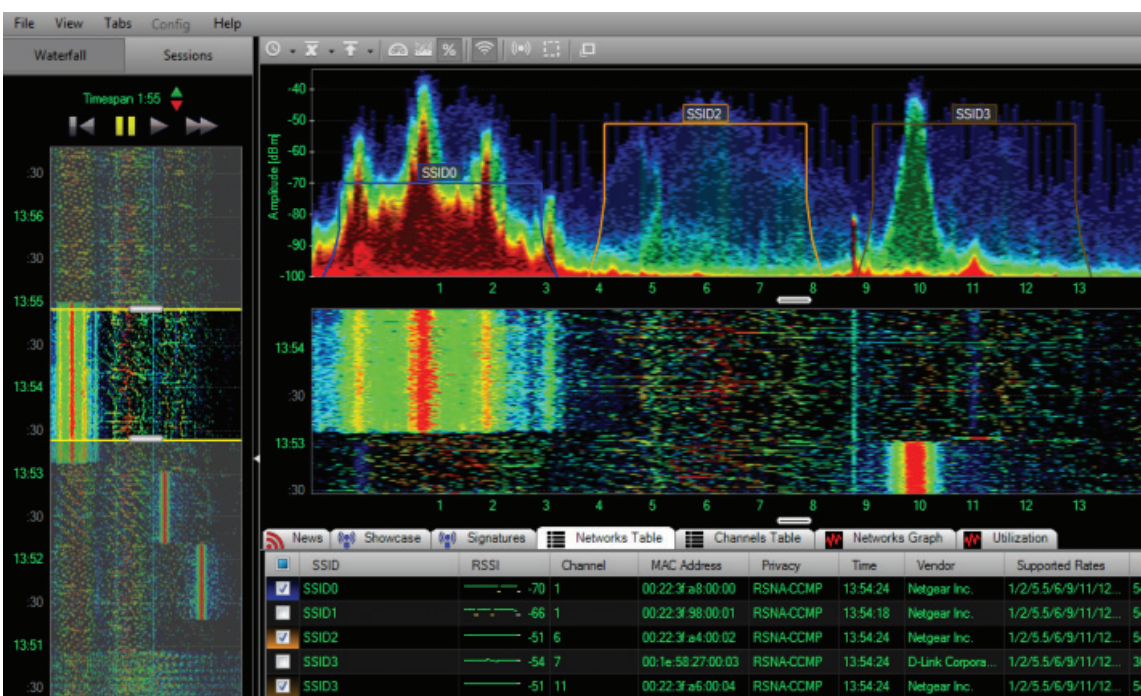 File View Tabs Config Help
Waterfall Sessions
Timespan 1:55
:30
13:56
:30
13:55
:30
13:54
:30
13:53
:30
13:52
:30
13:51
:30
%
Amplitude [dBm]
-40
-50
-60
-70
-80
-90
-100
SSID0
SSID2
SSID3
1 2 3 4 5 6 7 8 9 10 11 12 13
13:54
:30
13:53
:30
1 2 3 4 5 6 7 8 9 10 11 12 13
News Showcase Signatures Networks Table Channels Table Networks Graph Utilization
SSID RSSI Channel MAC Address Privacy Time Vendor Supported Rates
SSID0 -70 1 00:22:3f:a8:00:00 RSNA-CCMP 13:54:24 Netgear Inc. 1/2/5.5/6/9/11/12... 5
SSID1 -66 1 00:22:3f:98:00:01 RSNA-CCMP 13:54:18 Netgear Inc. 1/2/5.5/6/9/11/12... 5
SSID2 -51 6 00:22:3f:a4:00:02 RSNA-CCMP 13:54:24 Netgear Inc. 1/2/5.5/6/9/11/12... 5
SSID3 -54 7 00:1e:58:27:00:03 RSNA-CCMP 13:54:24 D-Link Corpora... 1/2/5.5/6/9/11/12... 3
SSID3 -51 11 00:22:3f:a6:00:04 RSNA-CCMP 13:54:24 Netgear Inc. 1/2/5.5/6/9/11/12... 5